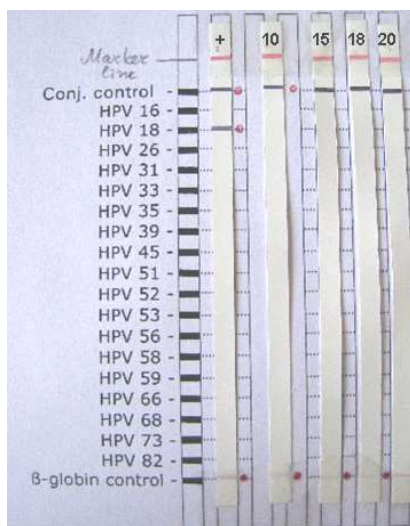 + 10 15 18 20
Marker
line
Conj. control -
HPV 16 -
HPV 18 -
HPV 26 -
HPV 31 -
HPV 33 -
HPV 35 -
HPV 39 -
HPV 45 -
HPV 51 -
HPV 52 -
HPV 53 -
HPV 56 -
HPV 58 -
HPV 59 -
HPV 66 -
HPV 68 -
HPV 73 -
HPV 82 -
ß-globin control -